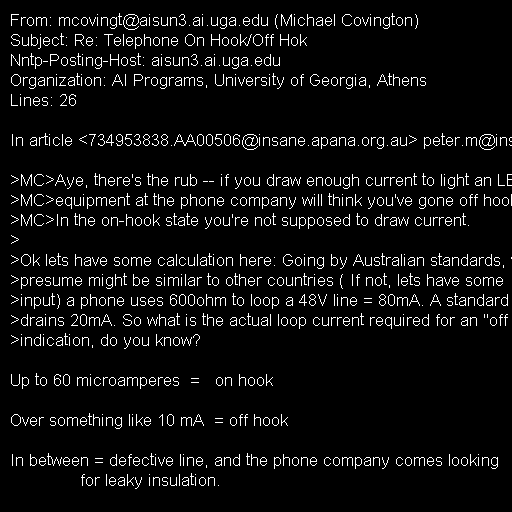 From: mcovingt@aisun3.ai.uga.edu (Michael Covington)
Subject: Re: Telephone On Hook/Off Hok
Nntp-Posting-Host: aisun3.ai.uga.edu
Organization: AI Programs, University of Georgia, Athens
Lines: 26

In article <734953838.AA00506@insane.apana.org.au> peter.m@ins

>MC>Aye, there's the rub -- if you draw enough current to light an LE
>MC>equipment at the phone company will think you've gone off hoo
>MC>In the on-hook state you're not supposed to draw current.
>
>Ok lets have some calculation here: Going by Australian standards,
>presume might be similar to other countries ( If not, lets have some
>input) a phone uses 600ohm to loop a 48V line = 80mA. A standard
>drains 20mA. So what is the actual loop current required for an "off
>indication, do you know?

Up to 60 microamperes  =   on hook

Over something like 10 mA  = off hook

In between = defective line, and the phone company comes looking
for leaky insulation.